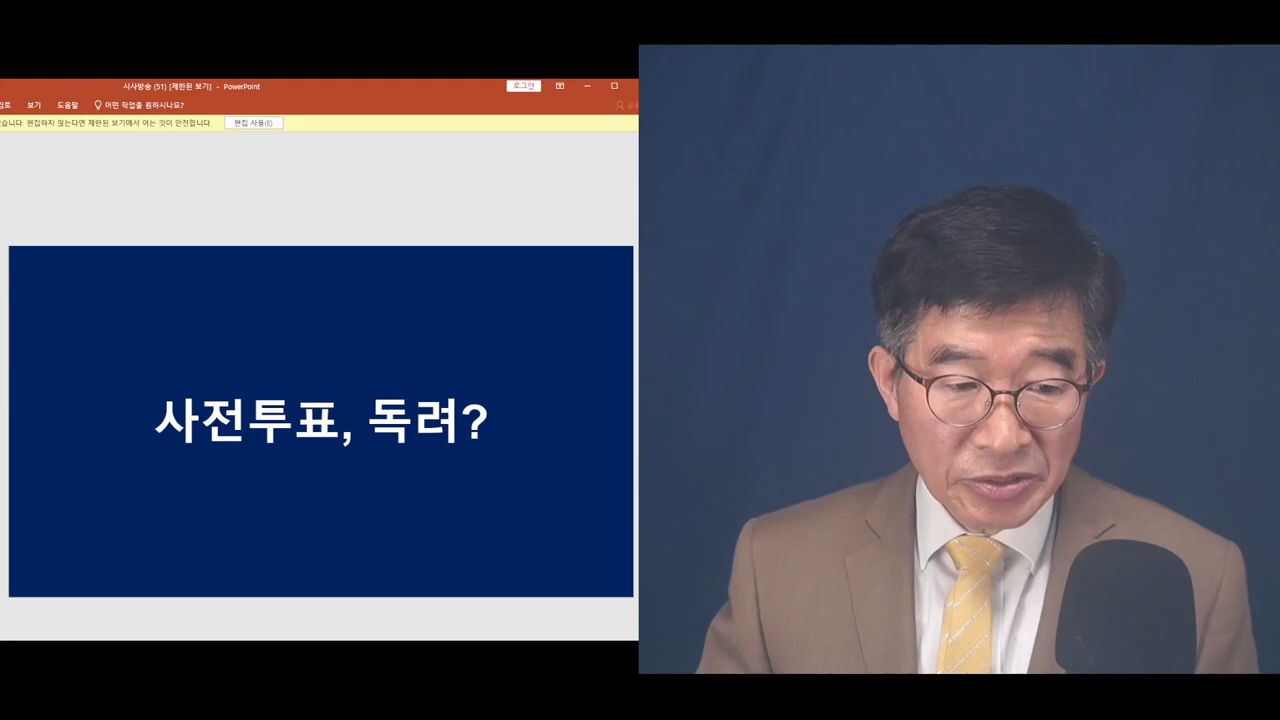 시사방송 (51) [제한된 보기] - PowerPoint
로그인
보기 도움말 어떤 작업을 원하시나요?
편집하지 않는다면 제한된 보기에서 여는 것이 안전합니다. 편집 사용(E)
사전투표, 독려?